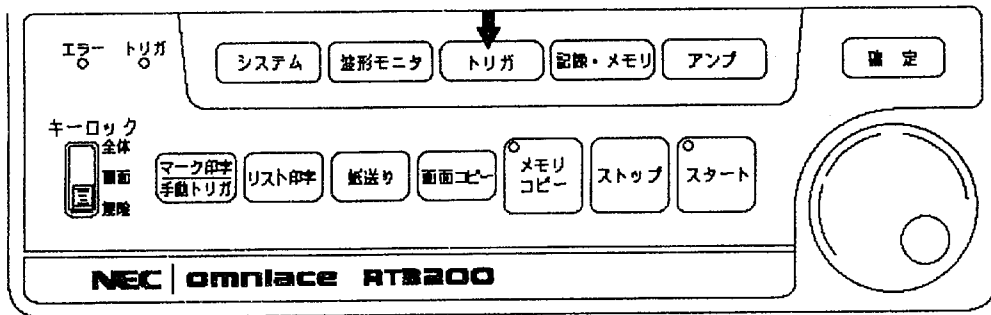 エラー トリガ
システム 波形モニタ トリガ 記録・メモリ アンプ 確定
キーロック
全体
画面
解除
マーク印字
手動トリガ
リスト印字 紙送り 画面コピー
メモリ
コピー
ストップ スタート
NEC omniace RT3200